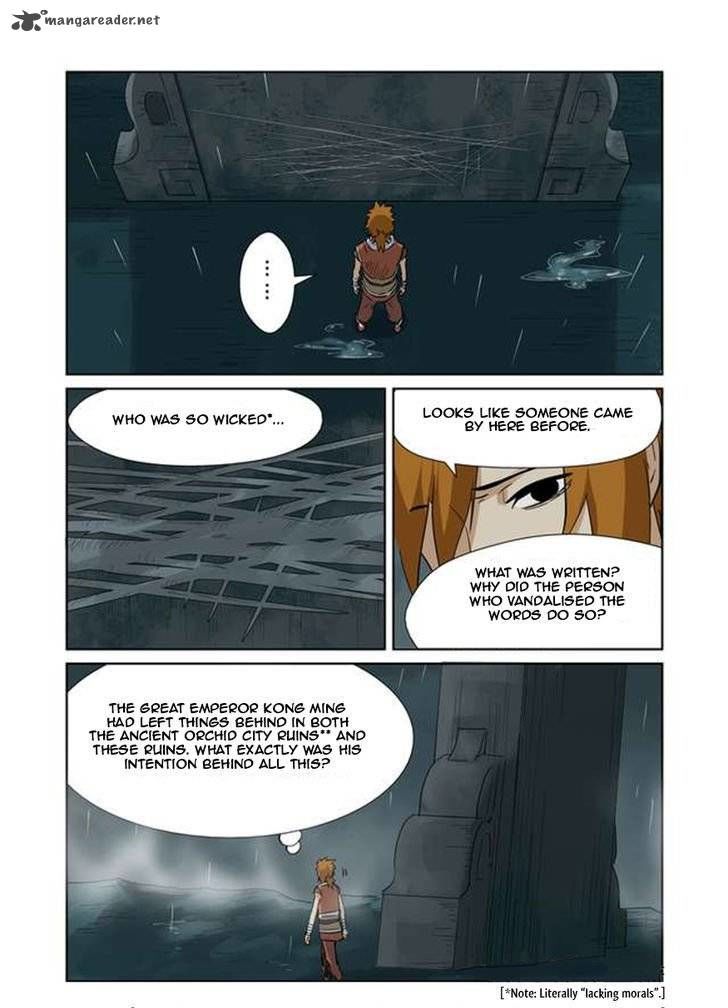 mangareader.net
......
WHO WAS SO WICKED*...
LOOKS LIKE SOMEONE CAME
BY HERE BEFORE.
WHAT WAS WRITTEN?
WHY DID THE PERSON
WHO VANDALISED THE
WORDS DO SO?
THE GREAT EMPEROR KONG MING
HAD LEFT THINGS BEHIND IN BOTH
THE ANCIENT ORCHID CITY RUINS** AND
THESE RUINS. WHAT EXACTLY WAS HIS
INTENTION BEHIND ALL THIS?
[*Note: Literally "lacking morals".]